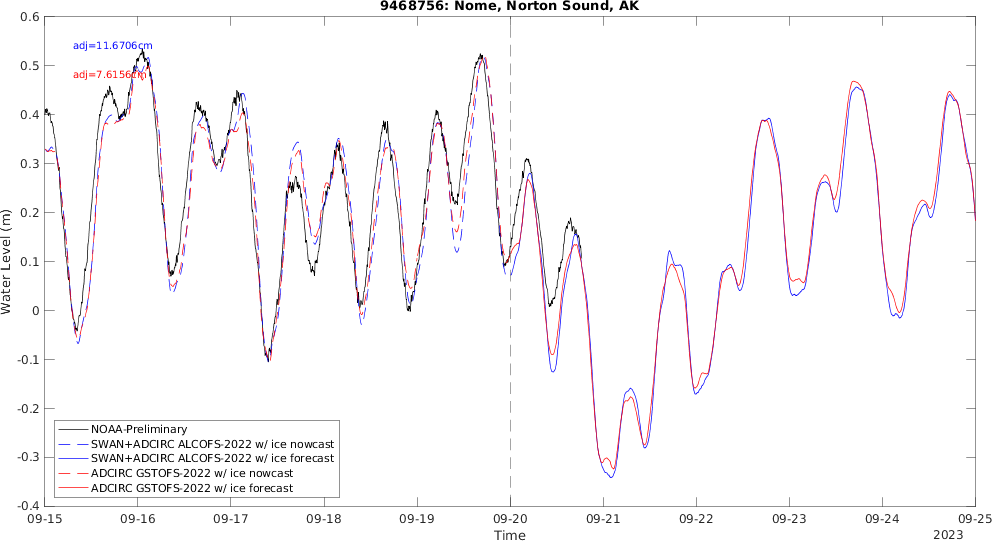 9468756: Nome, Norton Sound, AK
0.6
0.5
0.4
0.3
0.2
0.1
0
-0.1
-0.2
-0.3
-0.4
Water Level (m)
adj=11.6706cm
adj=7.6156cm
NOAA-Preliminary
SWAN+ADCIRC ALCOFS-2022 w/ ice nowcast
SWAN+ADCIRC ALCOFS-2022 w/ ice forecast
ADCIRC GSTOFS-2022 w/ ice nowcast
ADCIRC GSTOFS-2022 w/ ice forecast
09-15 09-16 09-17 09-18 09-19 09-20 09-21 09-22 09-23 09-24 09-25
Time
2023